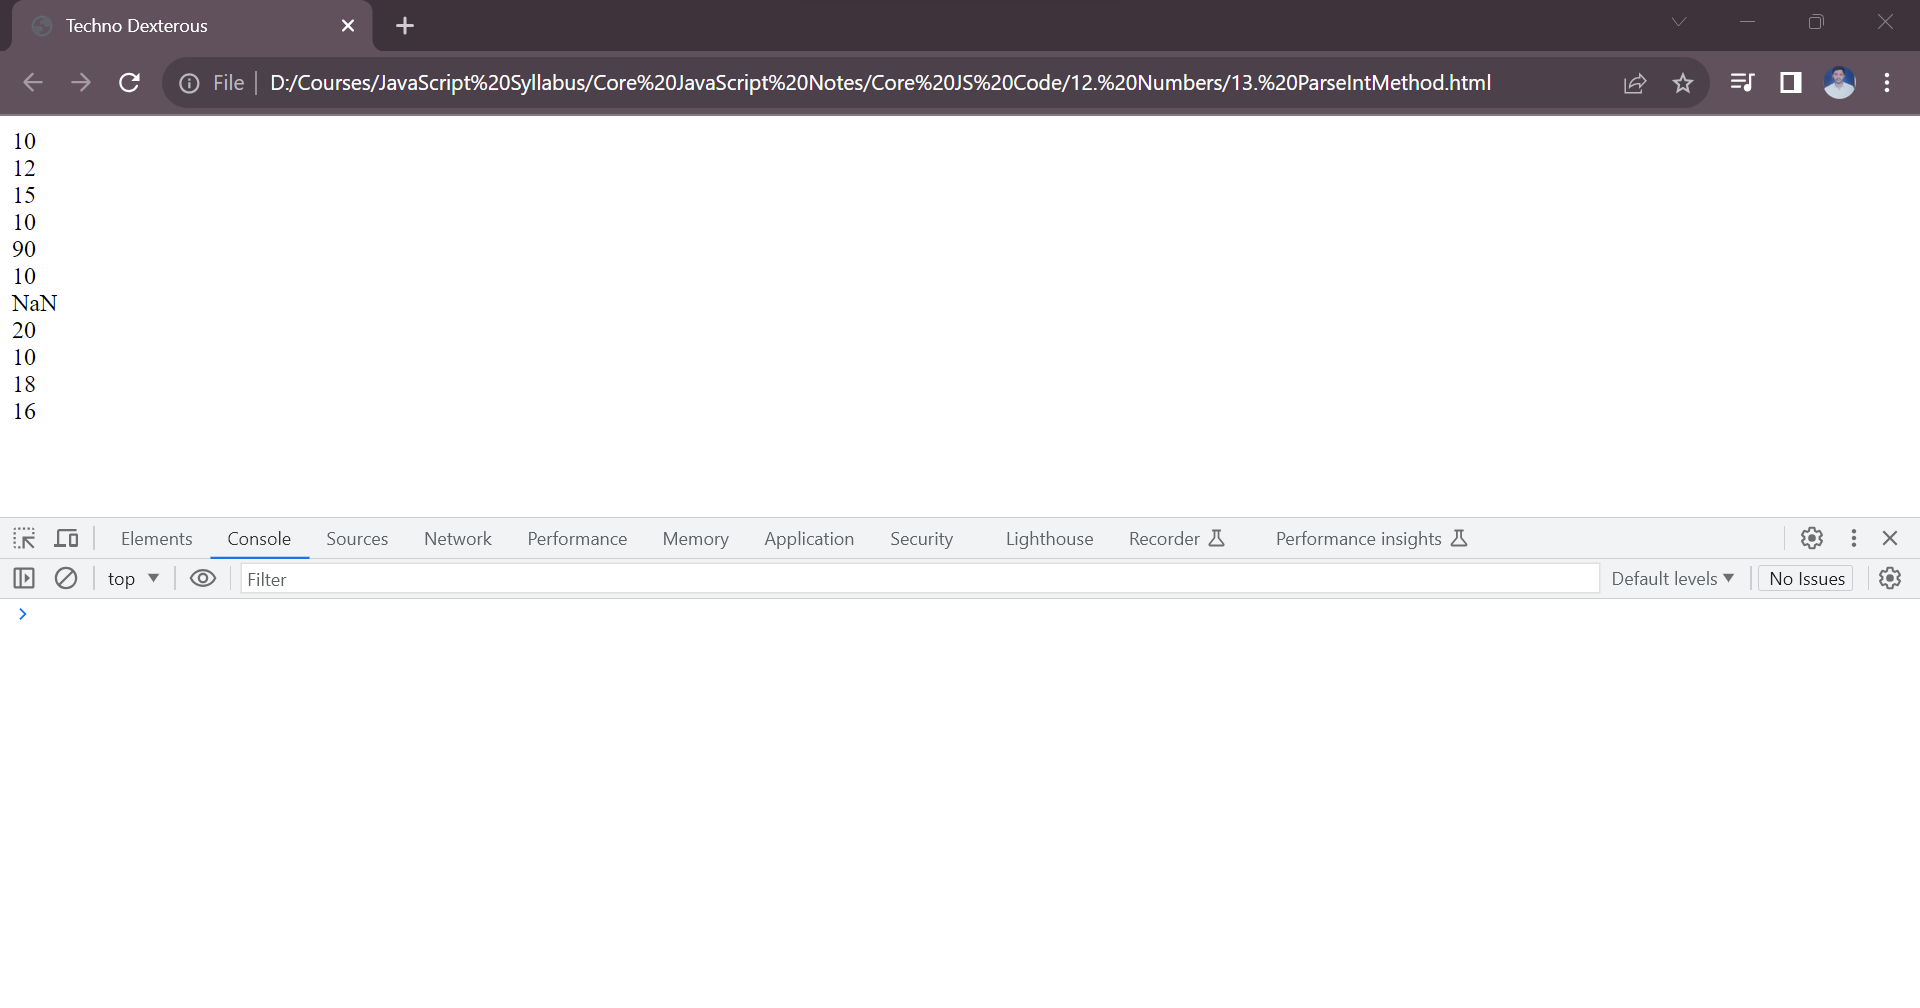 Techno Dexterous
File D:/Courses/JavaScript%20Syllabus/Core%20JavaScript%20Notes/Core%20JS%20Code/12.%20Numbers/13.%20ParseIntMethod.html
10
12
15
10
90
10
NaN
20
10
18
16
Elements Console Sources Network Performance Memory Application Security Lighthouse Recorder Performance insights
top Filter Default levels No Issues